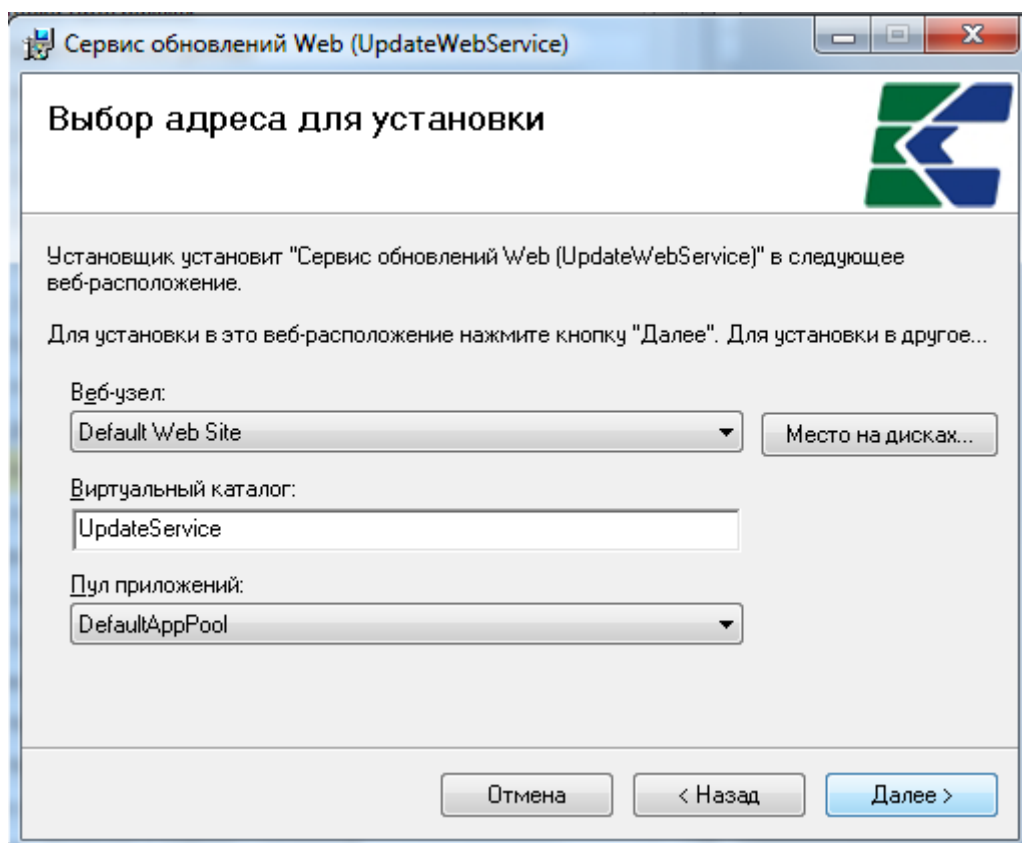 Сервис обновлений Web (UpdateWebService)
Выбор адреса для установки
Установщик установит "Сервис обновлений Web (UpdateWebService)" в следующее
веб-расположение.
Для установки в это веб-расположение нажмите кнопку "Далее". Для установки в другое...
Веб-узел:
Default Web Site
Место на дисках...
Виртуальный каталог:
UpdateService
Пул приложений:
DefaultAppPool
Отмена
< Назад
Далее >